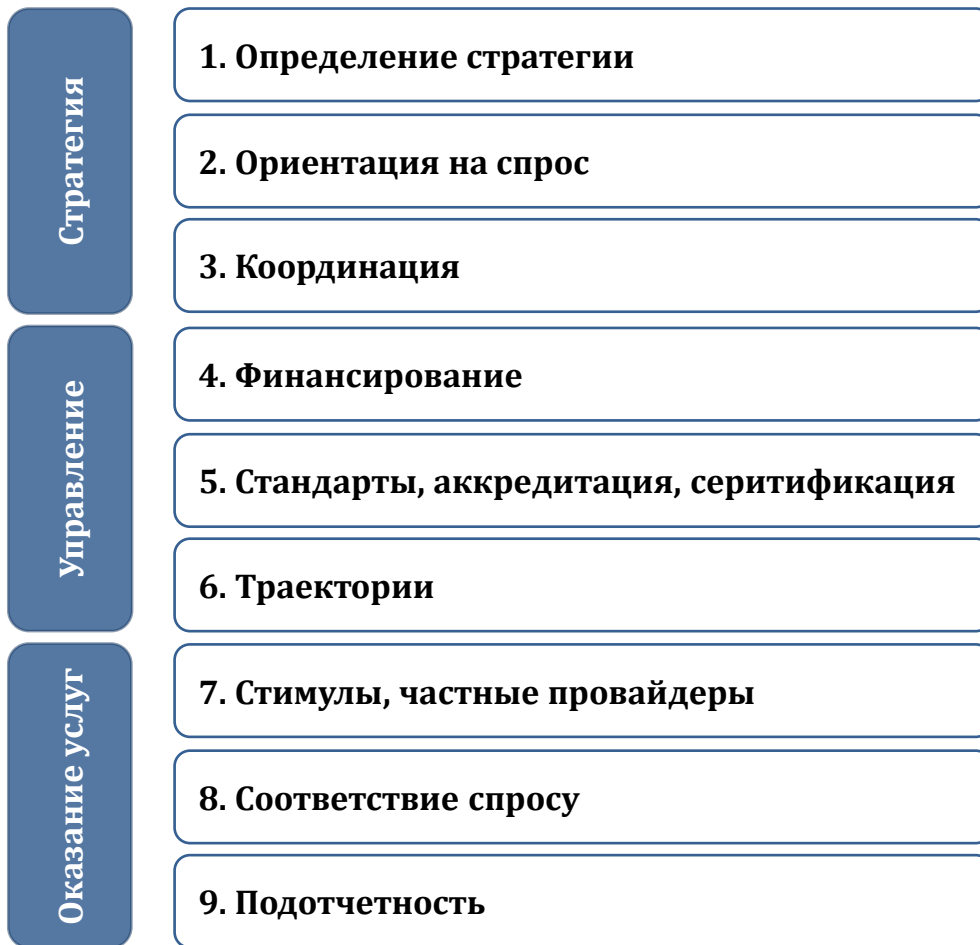 Стратегия
1. Определение стратегии
2. Ориентация на спрос
3. Координация
Управление
4. Финансирование
5. Стандарты, аккредитация, серитификация
6. Траектории
Оказание услуг
7. Стимулы, частные провайдеры
8. Соответствие спросу
9. Подотчетность